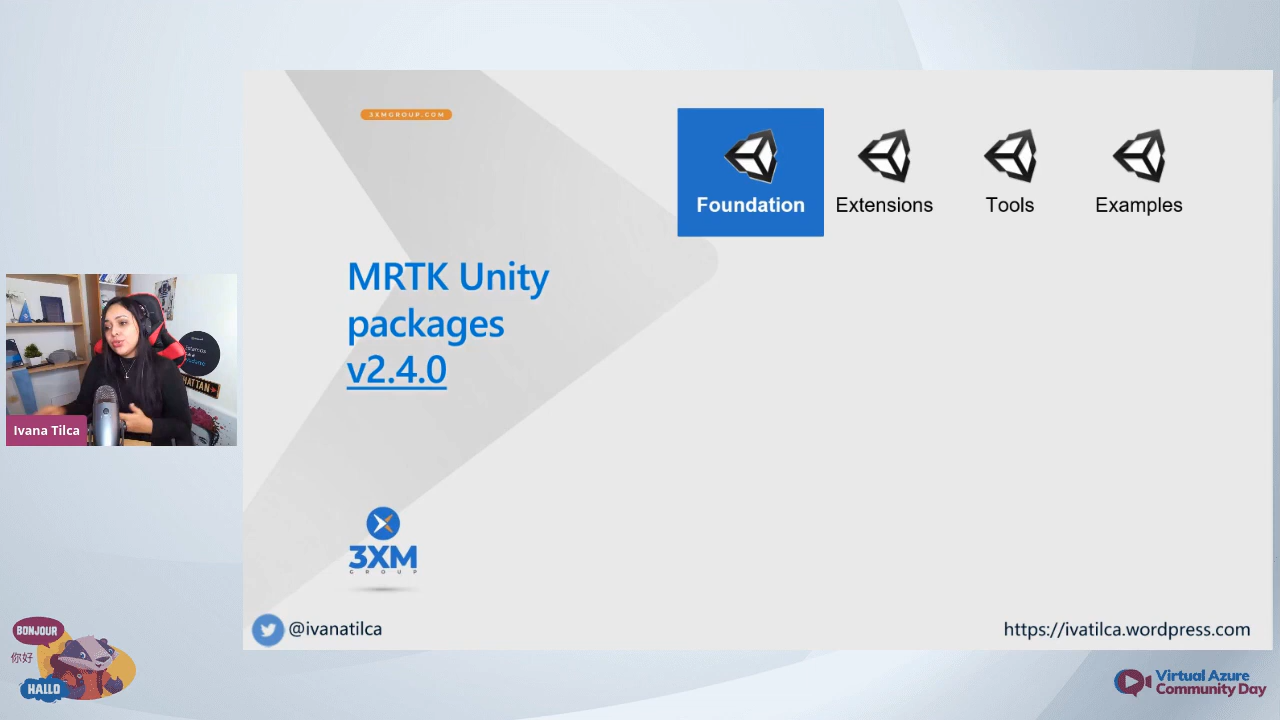 3XMGROUP.COM
Foundation
Extensions
Tools
Examples
MRTK Unity
packages
v2.4.0
HATTAN
Ivana Tilca
3XM
GROUP
@ivanatilca
https://ivatilca.wordpress.com
BONJOUR
你好
HALLO
Virtual Azure
Community Day